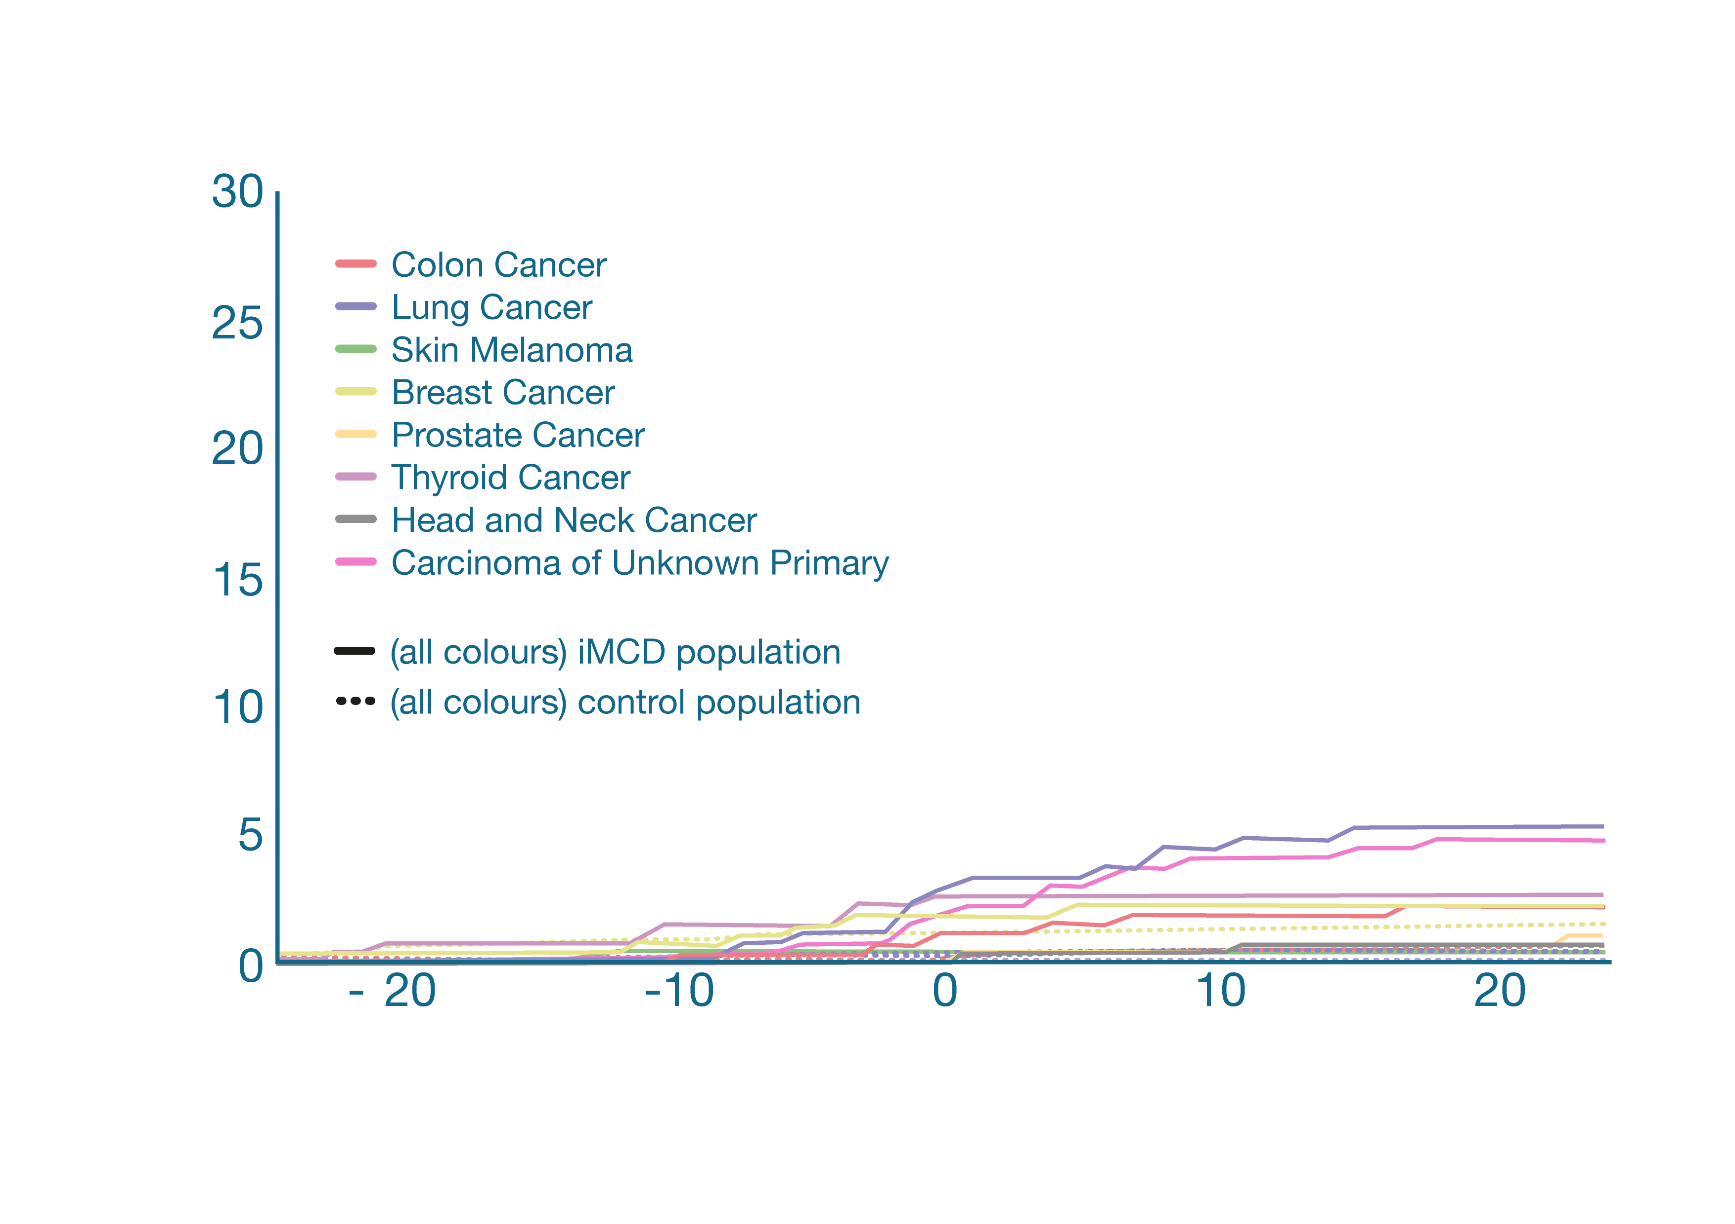 30
25
20
15
10
5
0
Colon Cancer
Lung Cancer
Skin Melanoma
Breast Cancer
Prostate Cancer
Thyroid Cancer
Head and Neck Cancer
Carcinoma of Unknown Primary
(all colours) iMCD population
(all colours) control population
- 20 -10 0 10 20